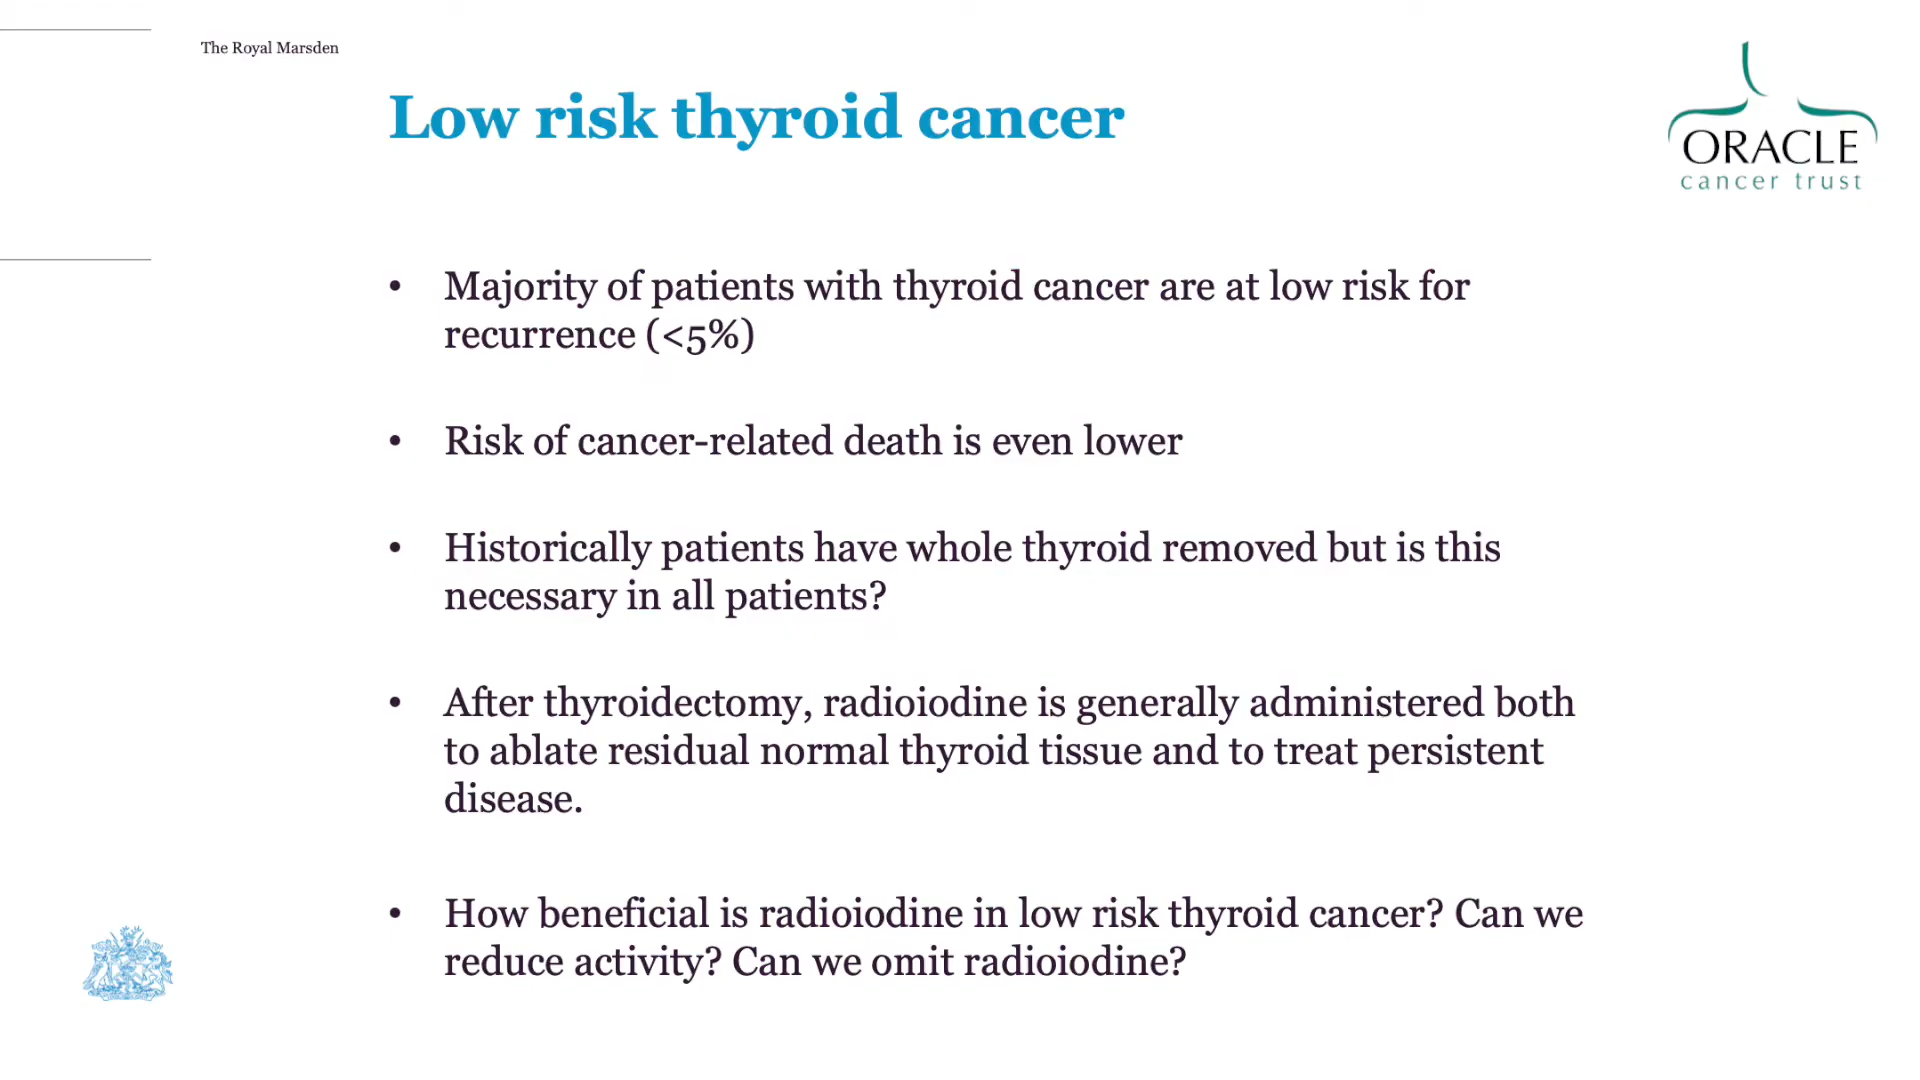 The Royal Marsden
Low risk thyroid cancer
ORACLE
cancer trust
• Majority of patients with thyroid cancer are at low risk for
recurrence (<5%)
• Risk of cancer-related death is even lower
• Historically patients have whole thyroid removed but is this
necessary in all patients?
• After thyroidectomy, radioiodine is generally administered both
to ablate residual normal thyroid tissue and to treat persistent
disease.
• How beneficial is radioiodine in low risk thyroid cancer? Can we
reduce activity? Can we omit radioiodine?